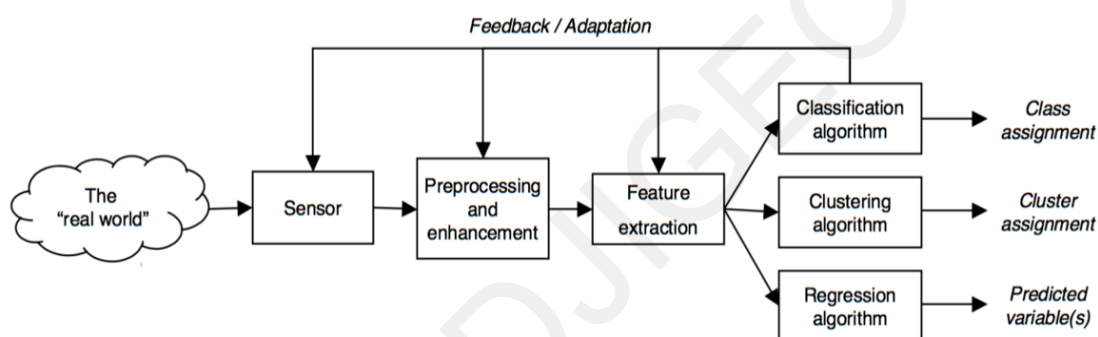 Feedback / Adaptation
The
“real world”
Sensor
Preprocessing
and
enhancement
Feature
extraction
Classification
algorithm
Class
assignment
Clustering
algorithm
Cluster
assignment
Regression
algorithm
Predicted
variable(s)